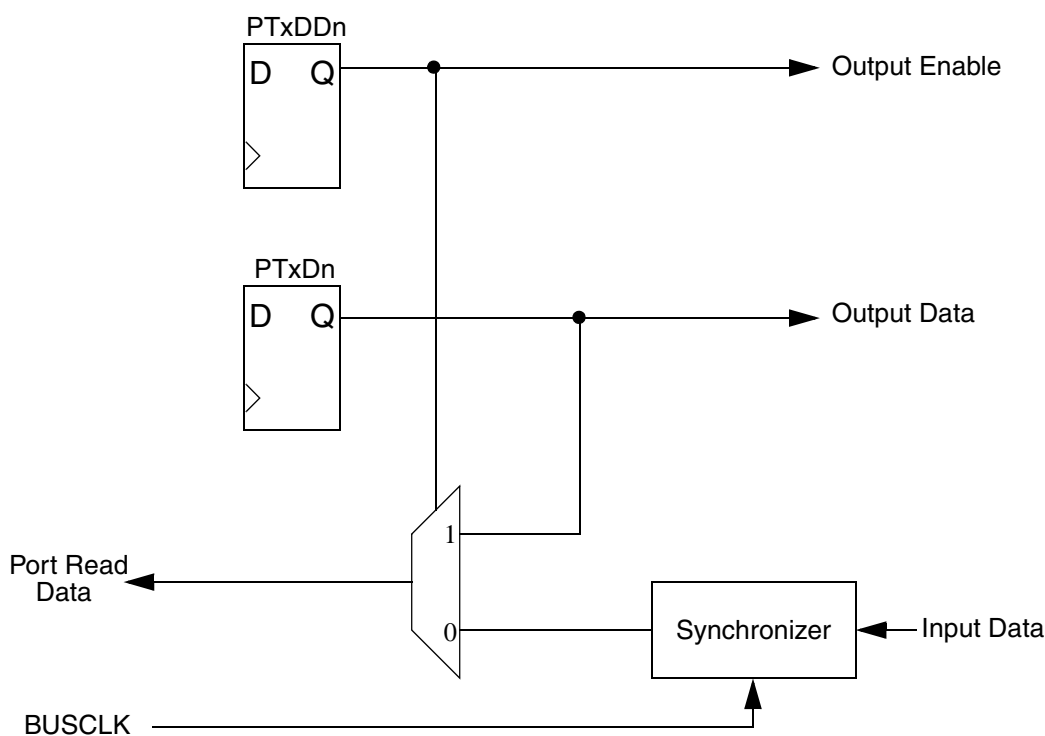 PTxDDn
D Q
Output Enable
PTxDn
D Q
Output Data
1
Port Read
Data
0
Synchronizer
Input Data
BUSCLK